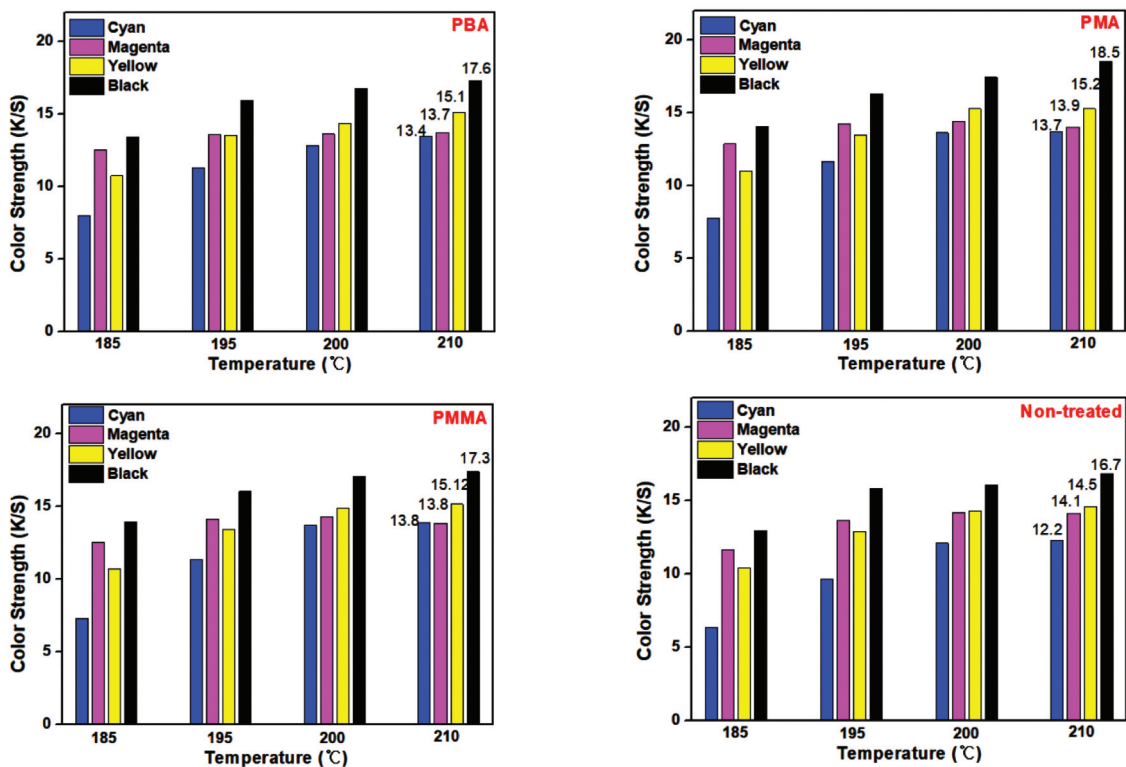 PBA
Cyan
Magenta
Yellow
Black
Color Strength (K/S)
20
15
10
5
0
13.4
13.7
15.1
17.6
185
195
200
210
Temperature (℃)
PMA
Cyan
Magenta
Yellow
Black
Color Strength (K/S)
20
15
10
5
0
13.7
13.9
15.2
18.5
185
195
200
210
Temperature (℃)
PMMA
Cyan
Magenta
Yellow
Black
Color Strength (K/S)
20
15
10
5
0
13.8
13.8
15.12
17.3
185
195
200
210
Temperature (℃)
Non-treated
Cyan
Magenta
Yellow
Black
Color Strength (K/S)
20
15
10
5
0
12.2
14.1
14.5
16.7
185
195
200
210
Temperature (℃)